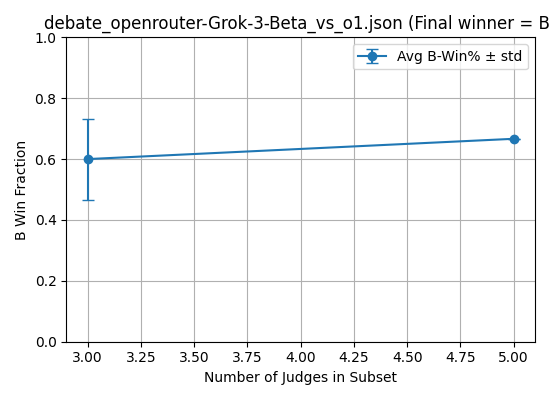 debate_openrouter-Grok-3-Beta_vs_o1.json (Final winner = B
Avg B-Win% ± std
1.0
0.8
0.6
0.4
0.2
0.0
B Win Fraction
3.00 3.25 3.50 3.75 4.00 4.25 4.50 4.75 5.00
Number of Judges in Subset